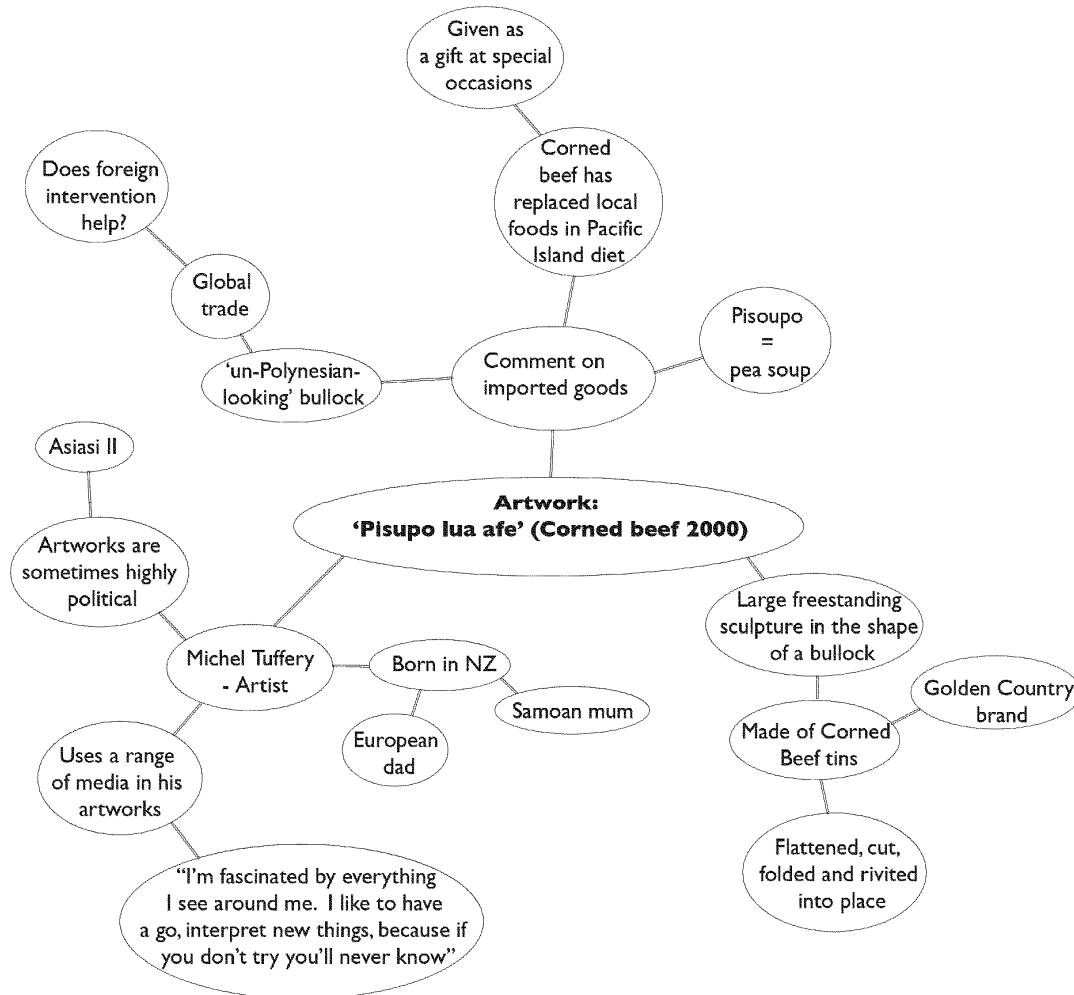 Given as
a gift at special
occasions
Corned
beef has
replaced local
foods in Pacific
Island diet
Does foreign
intervention
help?
Global
trade
Pisoupo
=
pea soup
'un-Polynesian-
looking' bullock
Comment on
imported goods
Asiasi II
Artwork:
'Pisupo lua afe' (Corned beef 2000)
Artworks are
sometimes highly
political
Large freestanding
sculpture in the shape
of a bullock
Michel Tuffery
- Artist
Born in NZ
Samoan mum
European
dad
Golden Country
brand
Made of Corned
Beef tins
Uses a range
of media in his
artworks
Flattened, cut,
folded and rivited
into place
"I'm fascinated by everything
I see around me. I like to have
a go, interpret new things, because if
you don't try you'll never know"